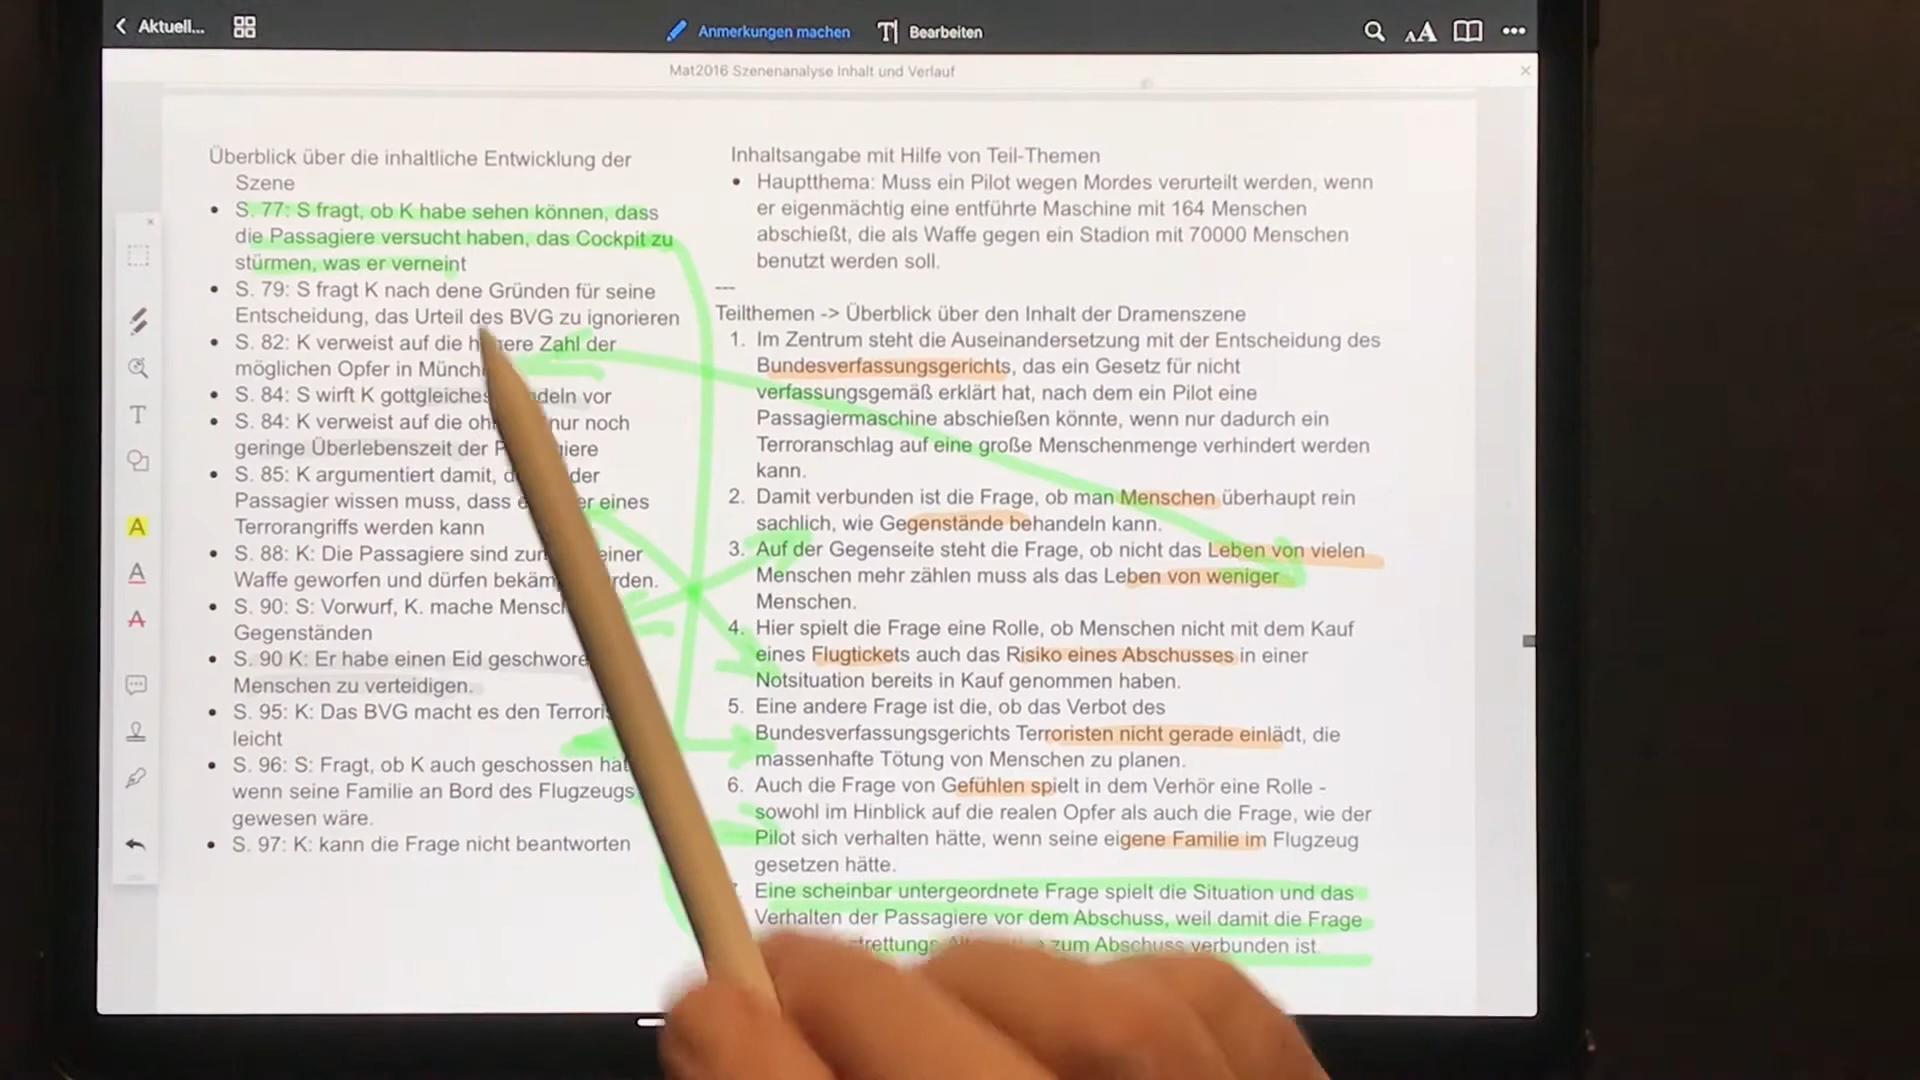 Aktuell...
Anmerkungen machen
Bearbeiten
AA
Mat2016 Szenenanalyse Inhalt und Verlauf
Überblick über die inhaltliche Entwicklung der
Szene
• S. 77: S fragt, ob K habe sehen können, dass
die Passagiere versucht haben, das Cockpit zu
stürmen, was er verneint
• S. 79: S fragt K nach dene Gründen für seine
Entscheidung, das Urteil des BVG zu ignorieren
• S. 82: K verweist auf die Zahl der
möglichen Opfer in
• S. 84: S wirft K vor
• S. 84: K verweist auf die nur noch
geringe Überlebenszeit der
• S. 85: K argumentiert damit, der
Passagier wissen muss, dass eines
Terrorangriffs werden kann
• S. 88: K: Die Passagiere sind einer
Waffe geworfen und dürfen
• S. 90: S: Vorwurf, K. mache
Gegenständen
• S. 90 K: Er habe einen Eid
Menschen zu verteidigen.
• S. 95: K: Das BVG macht es den
leicht
• S. 96: S: Fragt, ob K auch geschossen
wenn seine Familie an Bord des Flugzeugs
gewesen wäre.
• S. 97: K: kann die Frage nicht beantworten
Inhaltsangabe mit Hilfe von Teil-Themen
• Hauptthema: Muss ein Pilot wegen Mordes verurteilt werden, wenn
er eigenmächtig eine entführte Maschine mit 164 Menschen
abschießt, die als Waffe gegen ein Stadion mit 70000 Menschen
benutzt werden soll.
---
Teilthemen -> Überblick über den Inhalt der Dramenszene
1. Im Zentrum steht die Auseinandersetzung mit der Entscheidung des
Bundesverfassungsgerichts, das ein Gesetz für nicht
verfassungsgemäß erklärt hat, nach dem ein Pilot eine
Passagiermaschine abschießen könnte, wenn nur dadurch ein
Terroranschlag auf eine große Menschenmenge verhindert werden
kann.
2. Damit verbunden ist die Frage, ob man Menschen überhaupt rein
sachlich, wie Gegenstände behandeln kann.
3. Auf der Gegenseite steht die Frage, ob nicht das Leben von vielen
Menschen mehr zählen muss als das Leben von weniger
Menschen.
4. Hier spielt die Frage eine Rolle, ob Menschen nicht mit dem Kauf
eines Flugtickets auch das Risiko eines Abschusses in einer
Notsituation bereits in Kauf genommen haben.
5. Eine andere Frage ist die, ob das Verbot des
Bundesverfassungsgerichts Terroristen nicht gerade einlädt, die
massenhafte Tötung von Menschen zu planen.
6. Auch die Frage von Gefühlen spielt in dem Verhör eine Rolle -
sowohl im Hinblick auf die realen Opfer als auch die Frage, wie der
Pilot sich verhalten hätte, wenn seine eigene Familie im Flugzeug
gesetzen hätte.
Eine scheinbar untergeordnete Frage spielt die Situation und das
Verhalten der Passagiere vor dem Abschuss, weil damit die Frage
zum Abschuss verbunden ist.